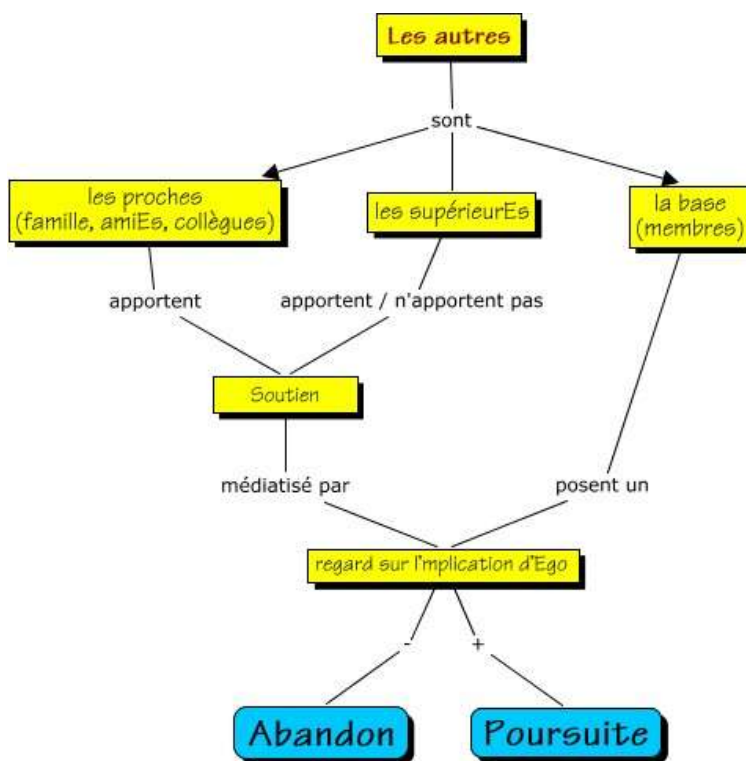 Les autres
sont
les proches
(famille, amiEs, collègues)
les supérieurEs
la base
(membres)
apportent
apportent / n'apportent pas
Soutien
médiatisé par
posent un
regard sur l'mplication d'Ego
-
+
Abandon
Poursuite